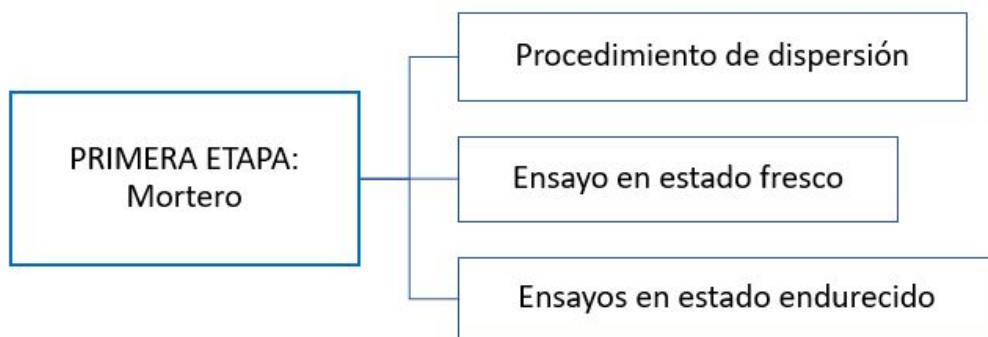 PRIMERA ETAPA:
Mortero
Procedimiento de dispersión
Ensayo en estado fresco
Ensayos en estado endurecido